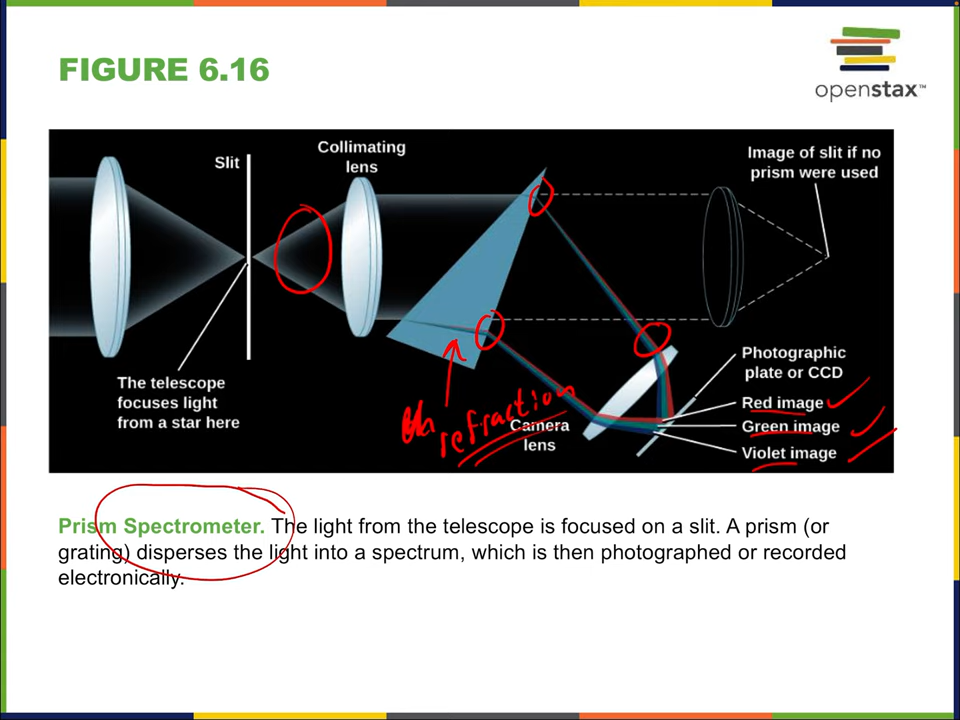 FIGURE 6.16
openstax™
Slit
Collimating
lens
Image of slit if no
prism were used
The telescope
focuses light
from a star here
refraction
Camera
lens
Photographic
plate or CCD
Red image
Green image
Violet image
Prism Spectrometer. The light from the telescope is focused on a slit. A prism (or
grating) disperses the light into a spectrum, which is then photographed or recorded
electronically.